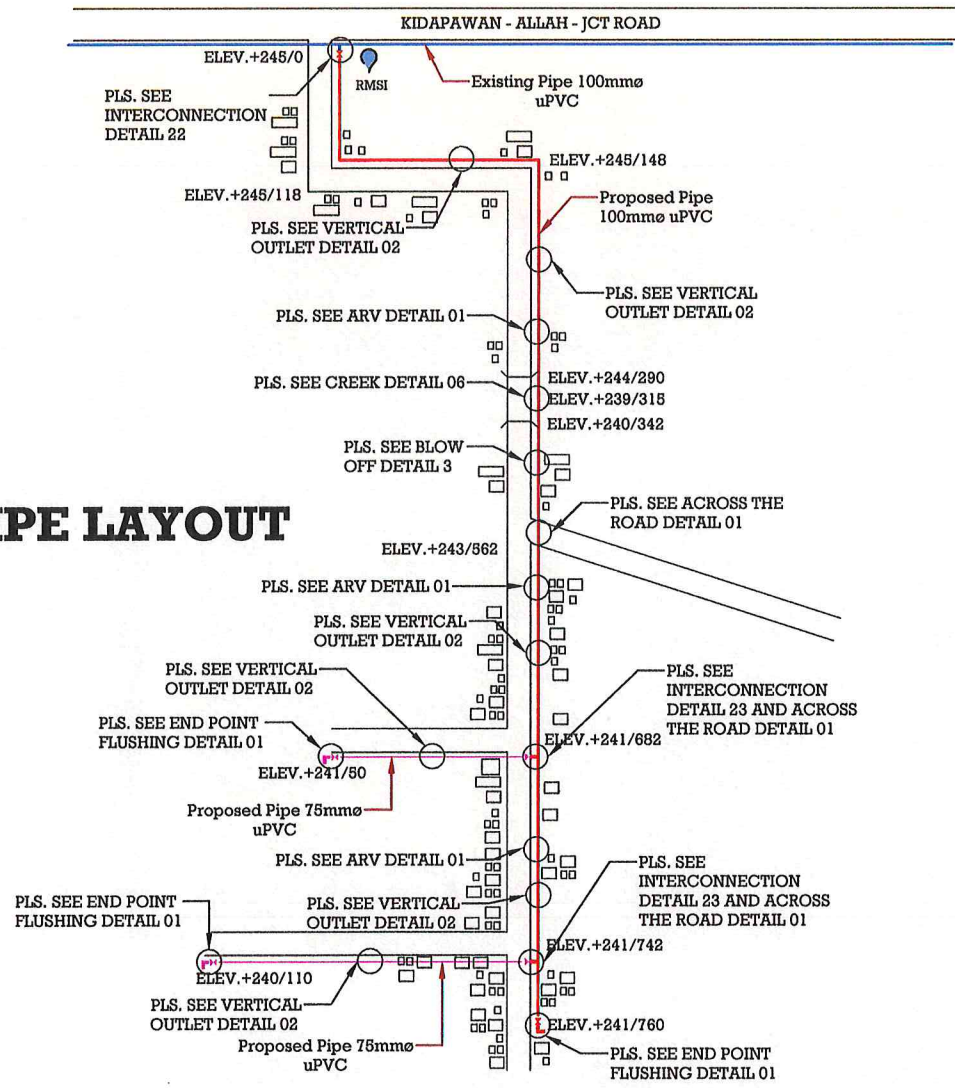 KIDAPAWAN - ALLAH - JCT ROAD
ELEV.+245/0
RMSI
Existing Pipe 100mmø
uPVC
PLS. SEE
INTERCONNECTION
DETAIL 22
ELEV.+245/148
ELEV.+245/118
Proposed Pipe
100mmø uPVC
PLS. SEE VERTICAL
OUTLET DETAIL 02
PLS. SEE VERTICAL
OUTLET DETAIL 02
PLS. SEE ARV DETAIL 01
ELEV.+244/290
PLS. SEE CREEK DETAIL 06
ELEV.+239/315
ELEV.+240/342
PLS. SEE BLOW
OFF DETAIL 3
IPE LAYOUT
PLS. SEE ACROSS THE
ROAD DETAIL 01
ELEV.+243/562
PLS. SEE ARV DETAIL 01
PLS. SEE VERTICAL
OUTLET DETAIL 02
PLS. SEE VERTICAL
OUTLET DETAIL 02
PLS. SEE
INTERCONNECTION
DETAIL 23 AND ACROSS
THE ROAD DETAIL 01
PLS. SEE END POINT
FLUSHING DETAIL 01
ELEV.+241/682
ELEV.+241/50
Proposed Pipe 75mmø
uPVC
PLS. SEE ARV DETAIL 01
PLS. SEE
INTERCONNECTION
DETAIL 23 AND ACROSS
THE ROAD DETAIL 01
PLS. SEE END POINT
FLUSHING DETAIL 01
PLS. SEE VERTICAL
OUTLET DETAIL 02
ELEV.+241/742
ELEV.+240/110
PLS. SEE VERTICAL
OUTLET DETAIL 02
ELEV.+241/760
Proposed Pipe 75mmø
uPVC
PLS. SEE END POINT
FLUSHING DETAIL 01